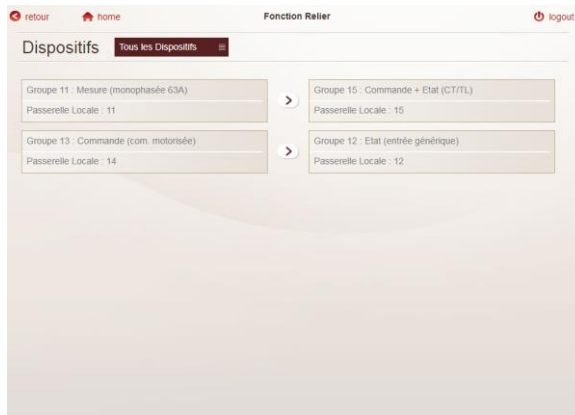 retour home Fonction Relier logout
Dispositifs Tous les Dispositifs
Groupe 11 : Mesure (monophasée 63A)
Passerelle Locale : 11
Groupe 15 : Commande + Etat (CT/TL)
Passerelle Locale : 15
Groupe 13 : Commande (com. motorisée)
Passerelle Locale : 14
Groupe 12 : Etat (entrée générique)
Passerelle Locale : 12